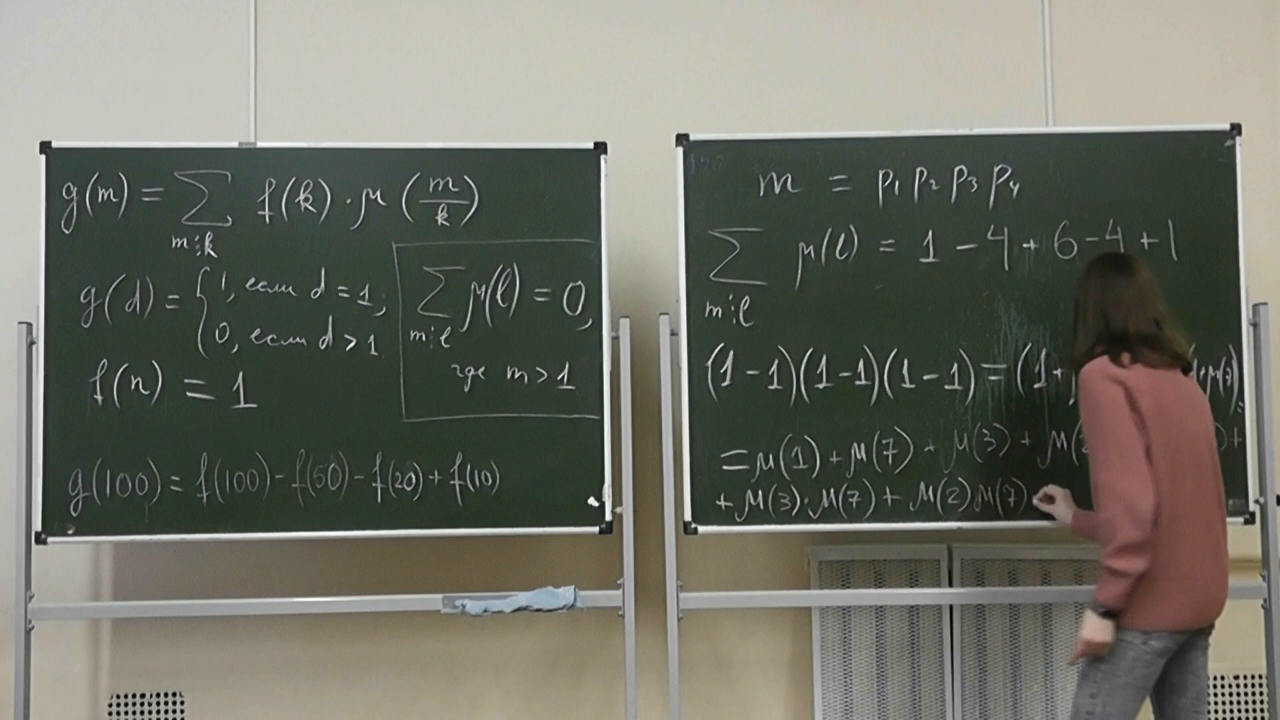 g(m) = ∑ f(k) · μ (m/k)
m⋮k
g(d) = { 1, если d = 1;
0, если d > 1
f(n) = 1
∑ μ(l) = 0,
m⋮l
где m > 1
g(100) = f(100) - f(50) - f(20) + f(10)
m = p₁ p₂ p₃ p₄
∑ μ(l) = 1 - 4 + 6 - 4 + 1
m⋮l
(1 - 1)(1 - 1)(1 - 1) = (1 +
= μ(1) + μ(7) + μ(3) + μ(2
+ μ(3) · μ(7) + μ(2) μ(7)